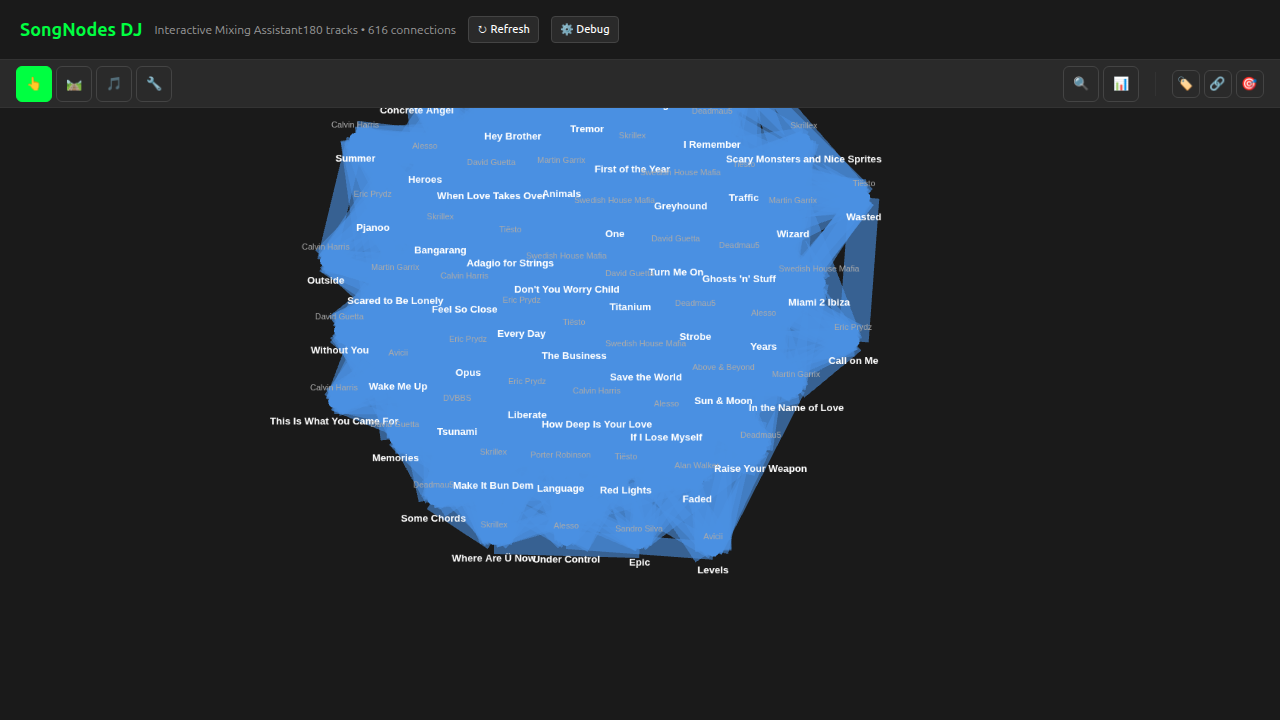 SongNodes DJ
Interactive Mixing Assistant180 tracks • 616 connections
↻ Refresh
⚙️ Debug
Concrete Angel
Deadmau5
Calvin Harris
Skrillex
Tremor
Skrillex
Hey Brother
Alesso
I Remember
Summer
David Guetta
Martin Garrix
Scary Monsters and Nice Sprites
First of the Year
Swedish House Mafia
Heroes
Tiësto
Eric Prydz
When Love Takes Over
Animals
Swedish House Mafia
Greyhound
Traffic
Martin Garrix
Skrillex
Wasted
Pjanoo
Tiësto
One
David Guetta
Wizard
Calvin Harris
Bangarang
Deadmau5
Swedish House Mafia
Adagio for Strings
Martin Garrix
Calvin Harris
David Guetta
Turn Me On
Swedish House Mafia
Outside
Ghosts 'n' Stuff
Don't You Worry Child
Scared to Be Lonely
Eric Prydz
Feel So Close
Titanium
Deadmau5
Miami 2 Ibiza
David Guetta
Tiësto
Alesso
Eric Prydz
Every Day
Eric Prydz
Strobe
Swedish House Mafia
Years
Without You
Avicii
The Business
Call on Me
Opus
Above & Beyond
Martin Garrix
Eric Prydz
Save the World
Calvin Harris
Wake Me Up
Calvin Harris
DVBBS
Alesso
Sun & Moon
In the Name of Love
Liberate
This Is What You Came For
How Deep Is Your Love
Tsunami
If I Lose Myself
Deadmau5
Memories
Skrillex
Porter Robinson
Tiësto
Alan Walker
Raise Your Weapon
Deadmau5
Make It Bun Dem
Language
Red Lights
Faded
Some Chords
Skrillex
Alesso
Sandro Silva
Avicii
Where Are Ü Now
Under Control
Epic
Levels